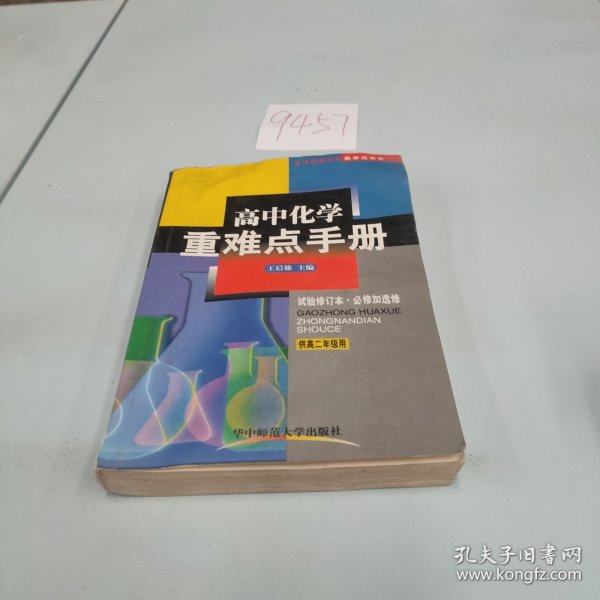 9457
高中化学
重难点手册
王后雄 主编
试验修订本·必修加选修
GAOZHONG HUAXUE
ZHONGNANDIAN
SHOUCE
供高二年级用
华中师范大学出版社
孔夫子旧书网
www.kongfz.com